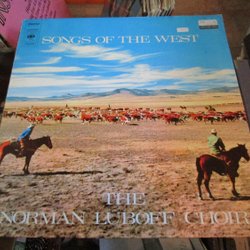 SONGS OF THE WEST
THE
NORMAN LUBOFF CHOIR